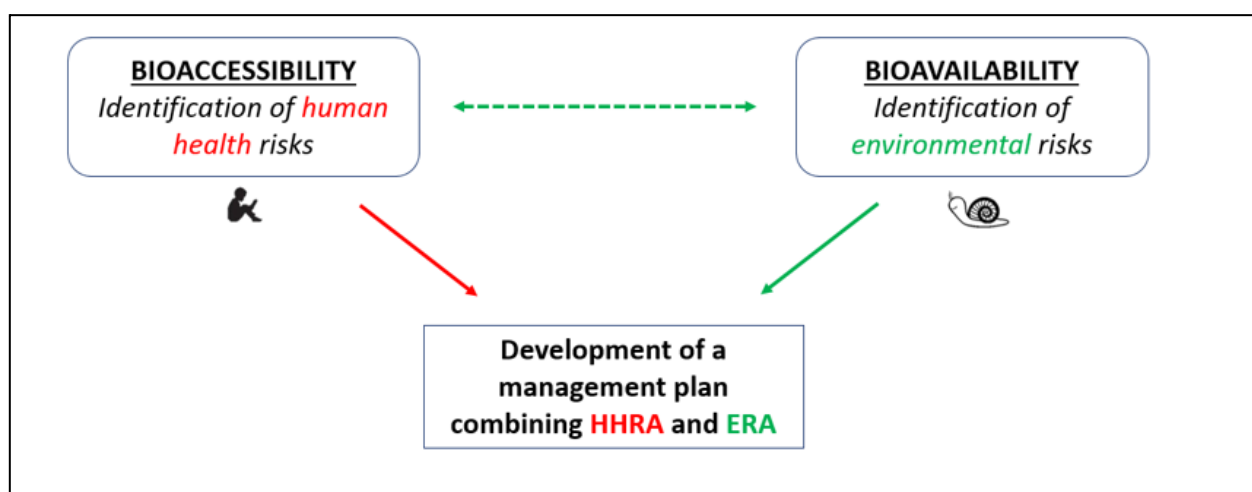 BIOACCESSIBILITY
Identification of human
health risks
BIOAVAILABILITY
Identification of
environmental risks
Development of a
management plan
combining HHRA and ERA